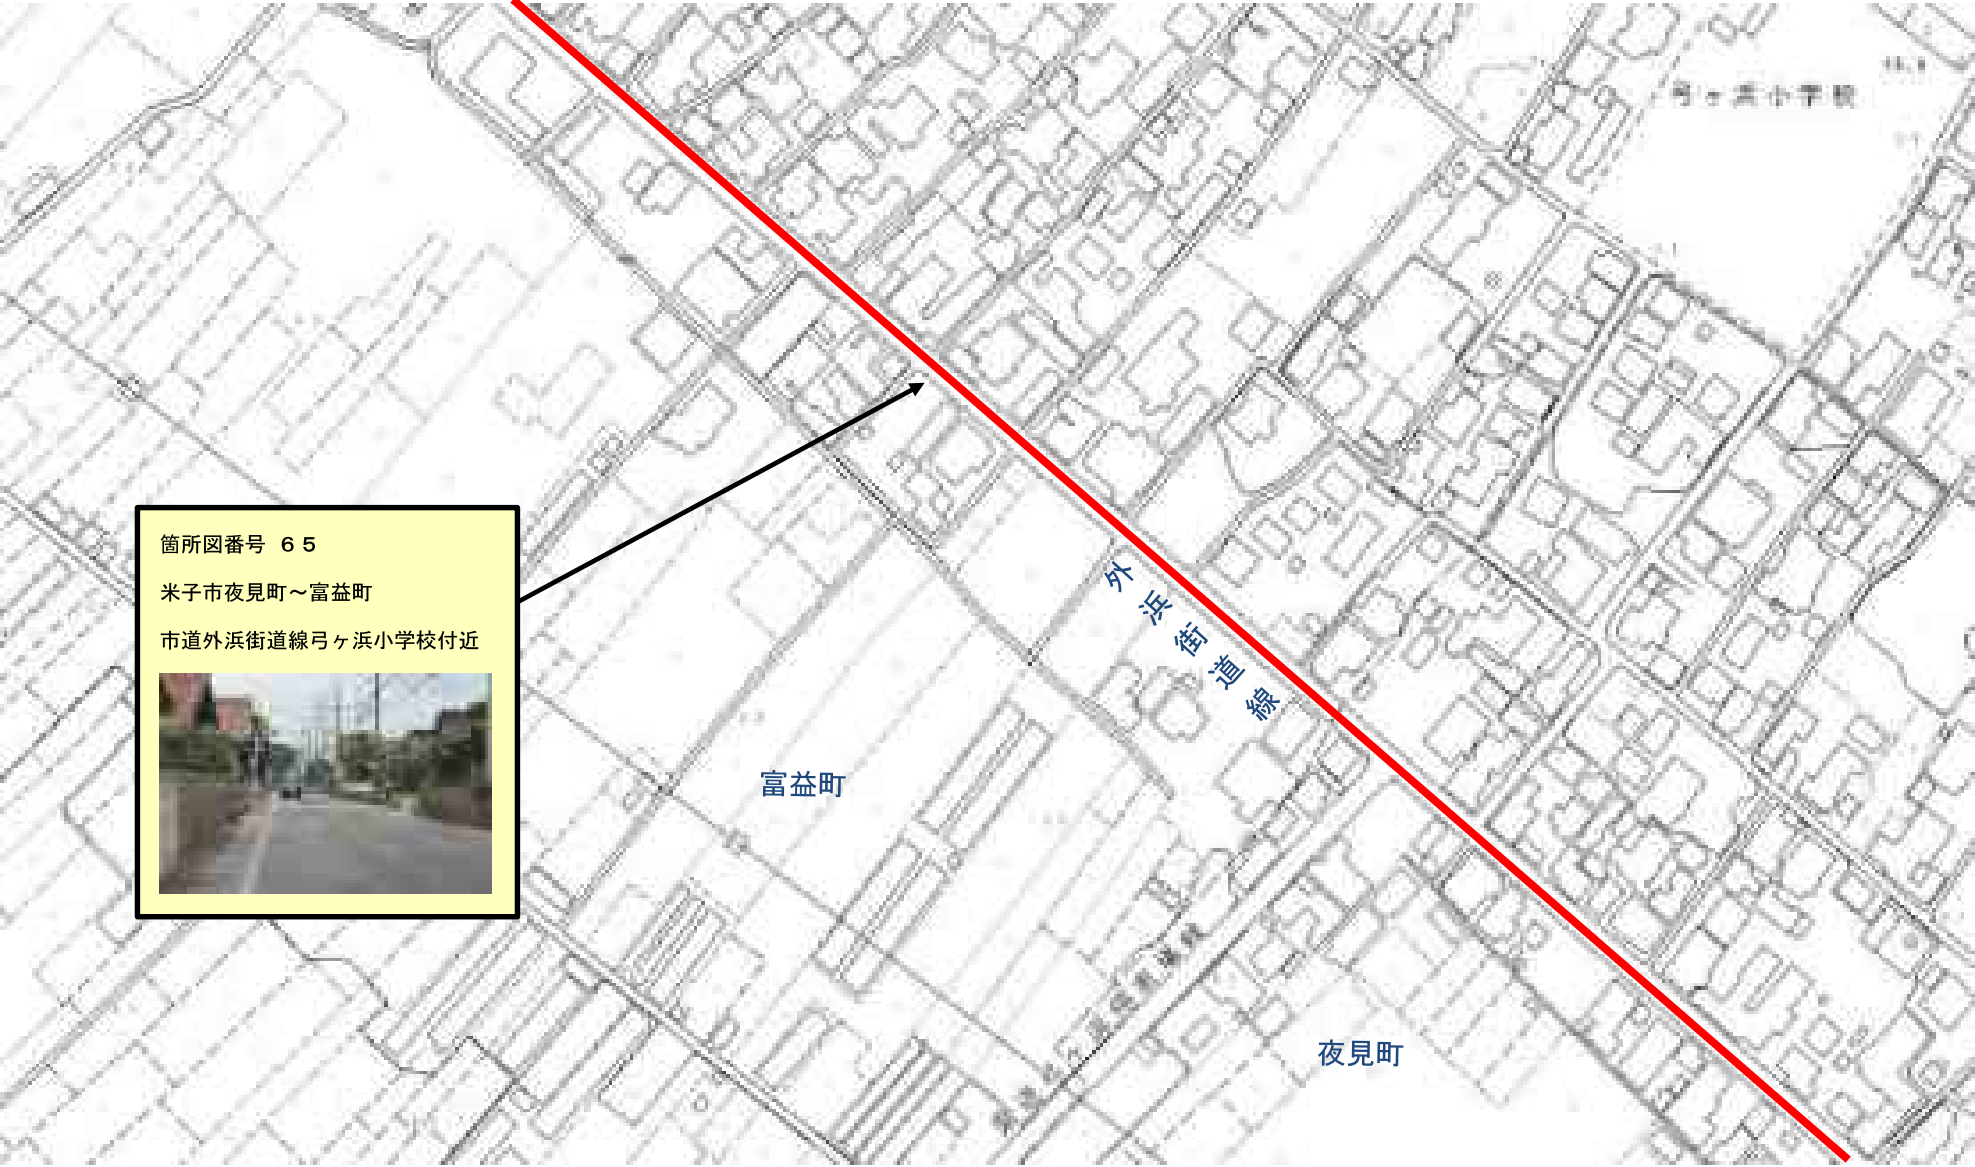 弓ヶ浜小学校
箇所図番号 ６５
米子市夜見町～富益町
市道外浜街道線弓ヶ浜小学校付近
外浜街道線
富益町
夜見町